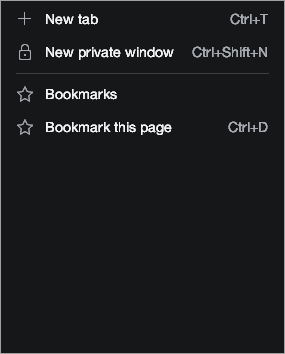 New tab Ctrl+T
New private window Ctrl+Shift+N
Bookmarks
Bookmark this page Ctrl+D